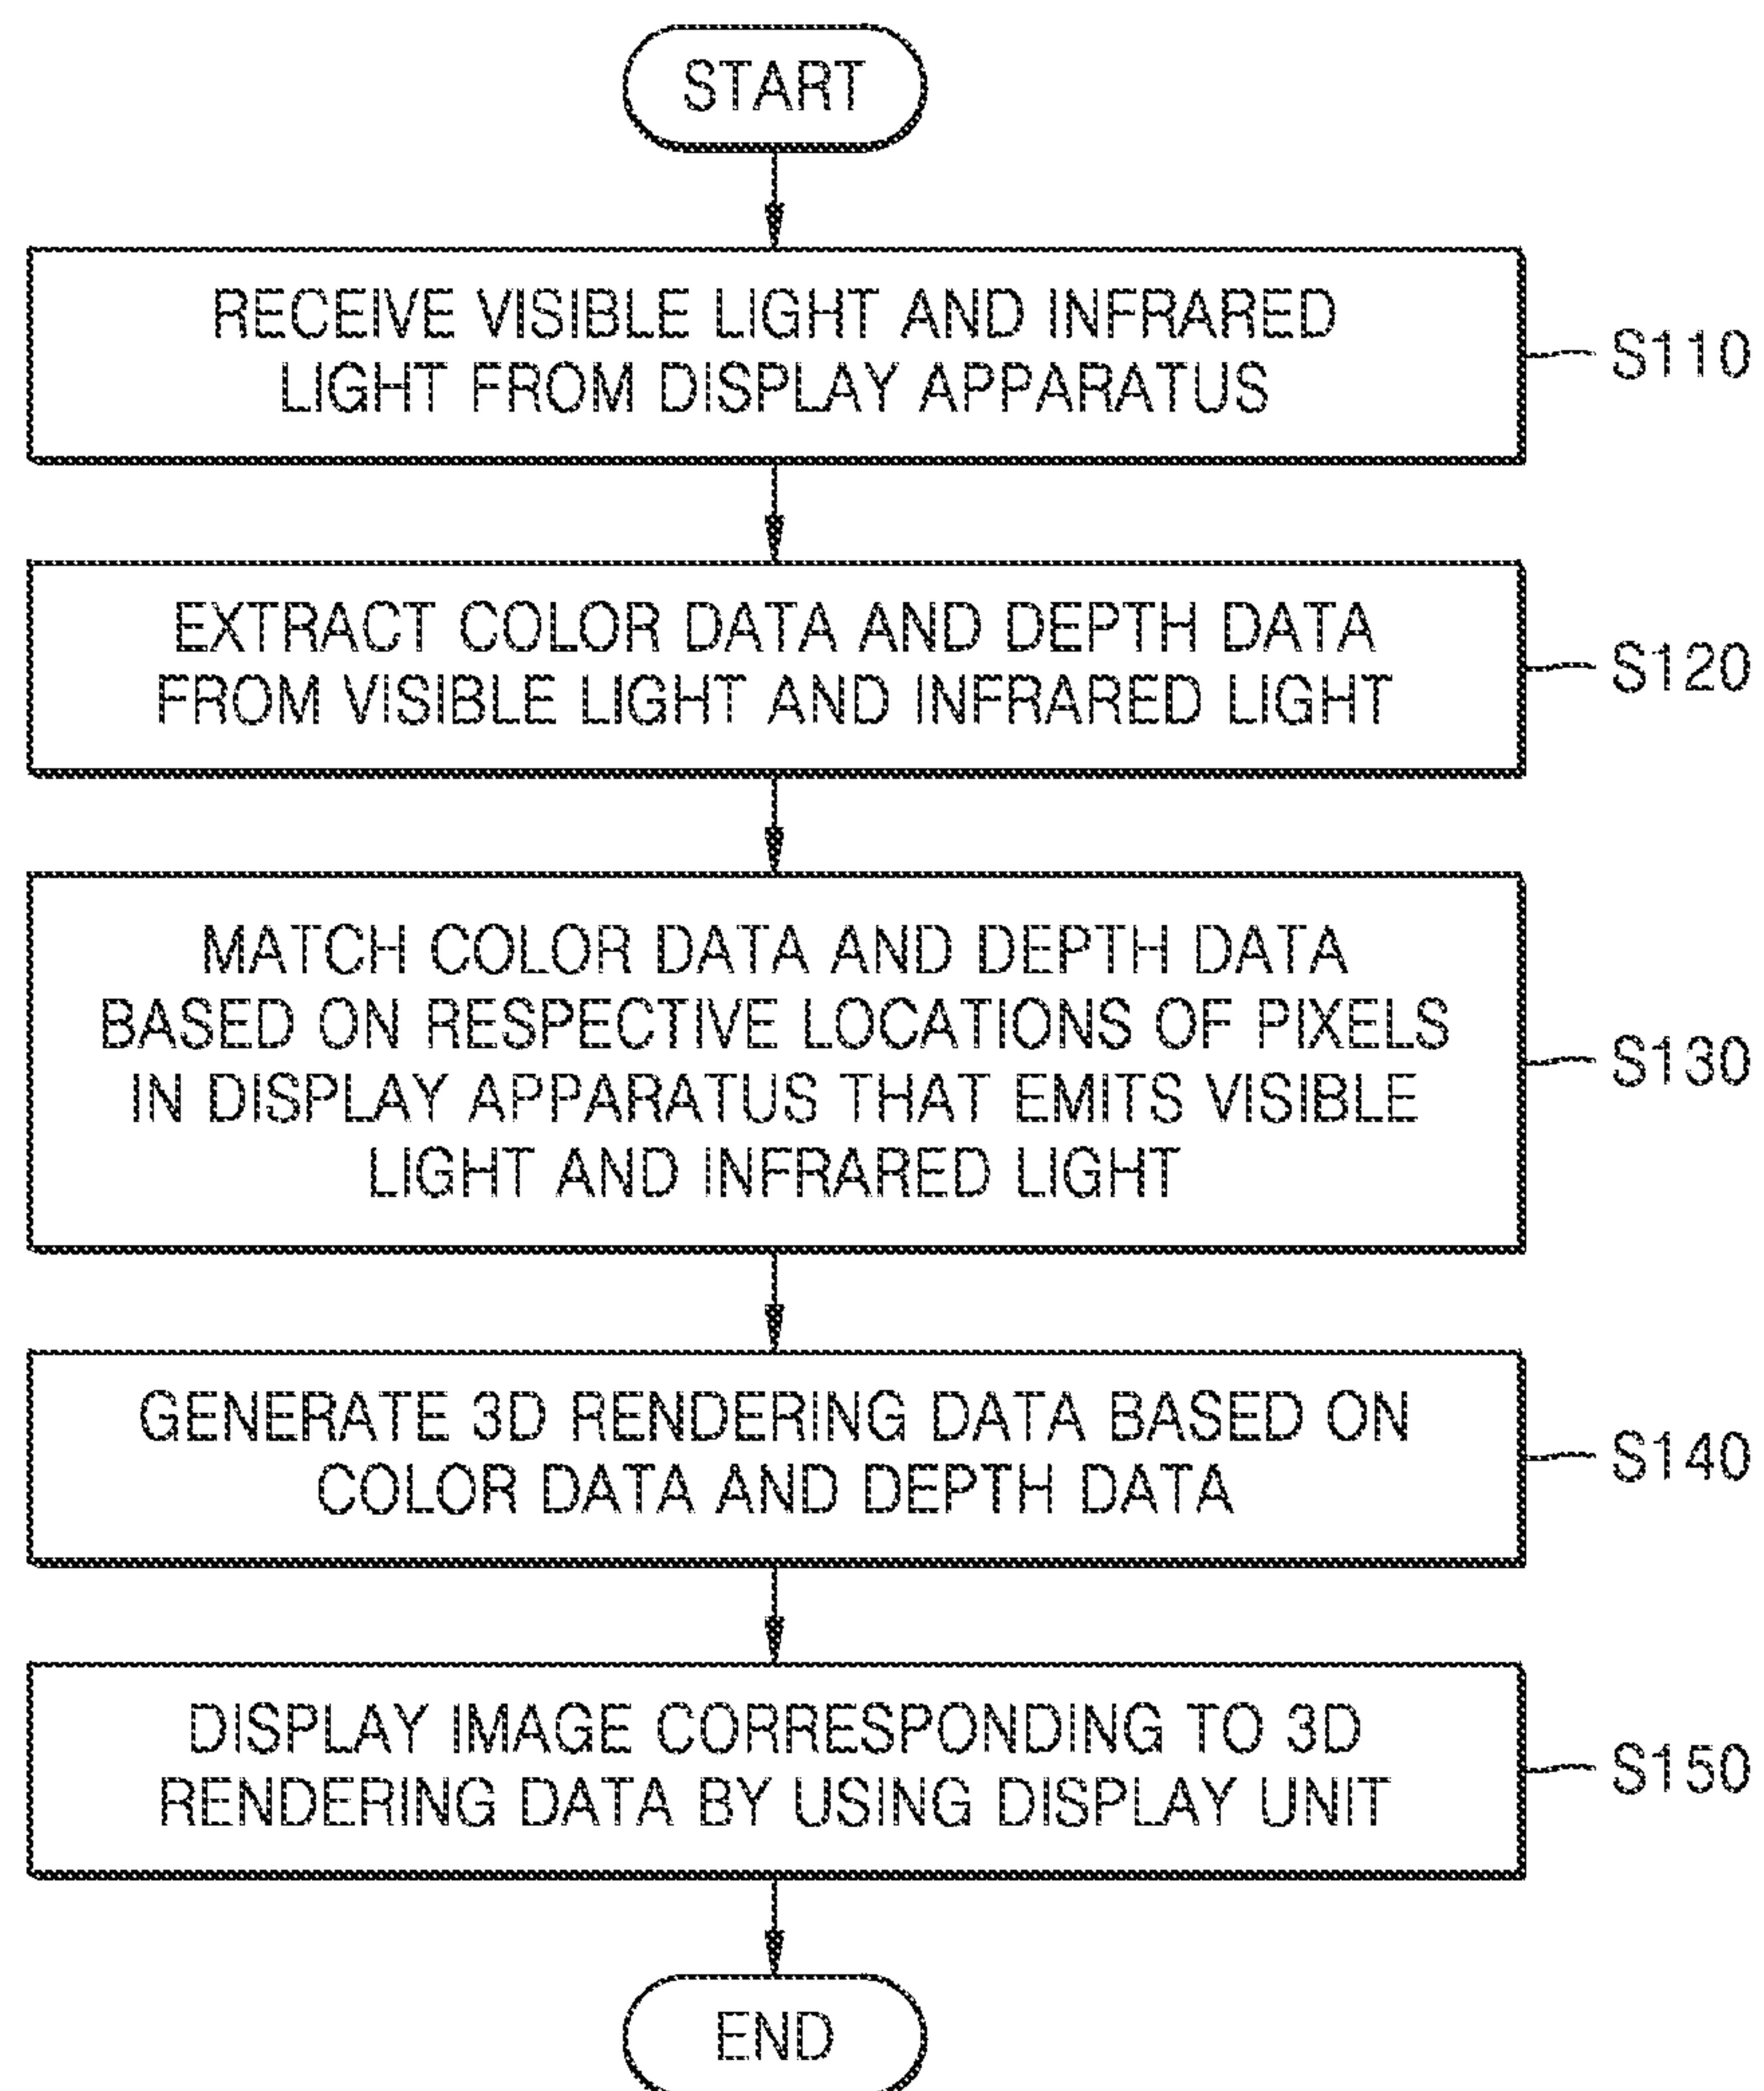 START
RECEIVE VISIBLE LIGHT AND INFRARED
LIGHT FROM DISPLAY APPARATUS
S110
EXTRACT COLOR DATA AND DEPTH DATA
FROM VISIBLE LIGHT AND INFRARED LIGHT
S120
MATCH COLOR DATA AND DEPTH DATA
BASED ON RESPECTIVE LOCATIONS OF PIXELS
IN DISPLAY APPARATUS THAT EMITS VISIBLE
LIGHT AND INFRARED LIGHT
S130
GENERATE 3D RENDERING DATA BASED ON
COLOR DATA AND DEPTH DATA
S140
DISPLAY IMAGE CORRESPONDING TO 3D
RENDERING DATA BY USING DISPLAY UNIT
S150
END